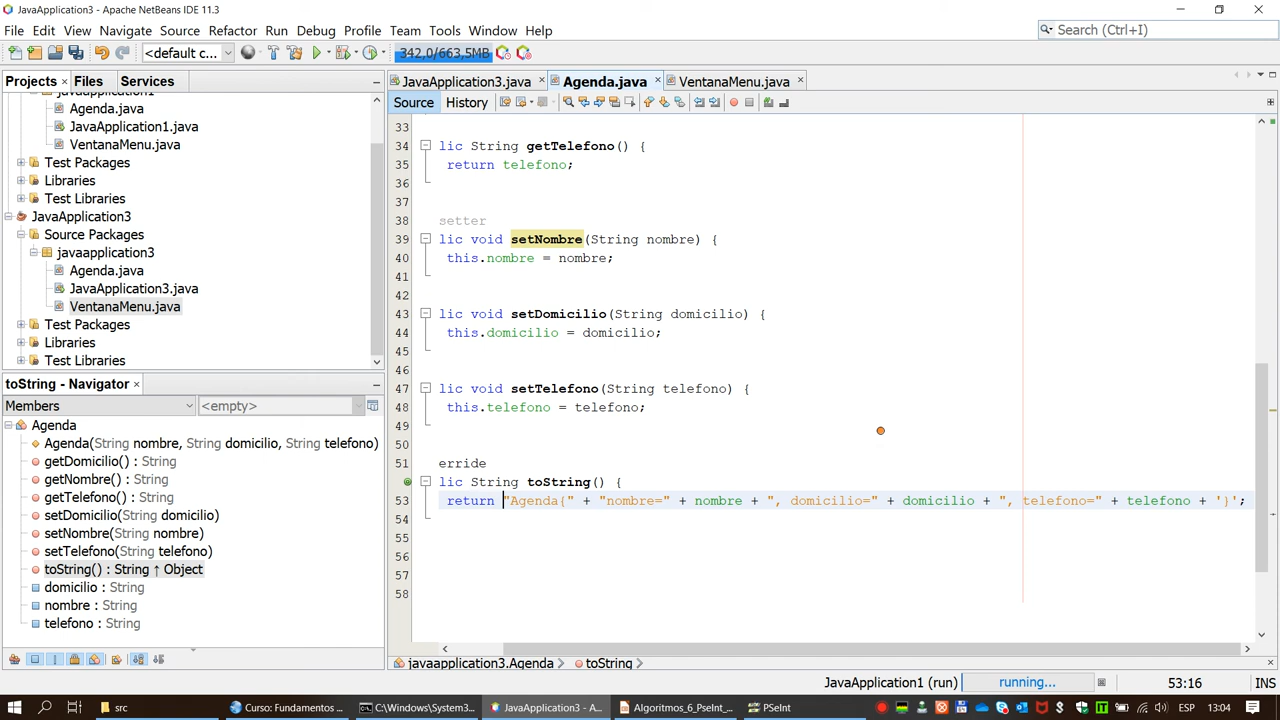 JavaApplication3 - Apache NetBeans IDE 11.3
File Edit View Navigate Source Refactor Run Debug Profile Team Tools Window Help
Search (Ctrl+I)
<default c...
342,0/663,5MB
Projects Files Services
Agenda.java
JavaApplication1.java
VentanaMenu.java
Test Packages
Libraries
Test Libraries
JavaApplication3
Source Packages
javaapplication3
Agenda.java
JavaApplication3.java
VentanaMenu.java
Test Packages
Libraries
Test Libraries
toString - Navigator
Members <empty>
Agenda
Agenda(String nombre, String domicilio, String telefono)
getDomicilio() : String
getNombre() : String
getTelefono() : String
setDomicilio(String domicilio)
setNombre(String nombre)
setTelefono(String telefono)
toString() : String ↑ Object
domicilio : String
nombre : String
telefono : String
JavaApplication3.java Agenda.java VentanaMenu.java
Source History
33
34 lic String getTelefono() {
35 return telefono;
36
37
38 setter
39 lic void setNombre(String nombre) {
40 this.nombre = nombre;
41
42
43 lic void setDomicilio(String domicilio) {
44 this.domicilio = domicilio;
45
46
47 lic void setTelefono(String telefono) {
48 this.telefono = telefono;
49
50
51 erride
lic String toString() {
53 return "Agenda{" + "nombre=" + nombre + ", domicilio=" + domicilio + ", telefono=" + telefono + '}';
54
55
56
57
58
javaapplication3.Agenda toString
JavaApplication1 (run) running... 53:16 INS
src Curso: Fundamentos ... C:\Windows\System3... JavaApplication3 - A... Algoritmos_6_PseInt_... PSeInt ESP 13:04